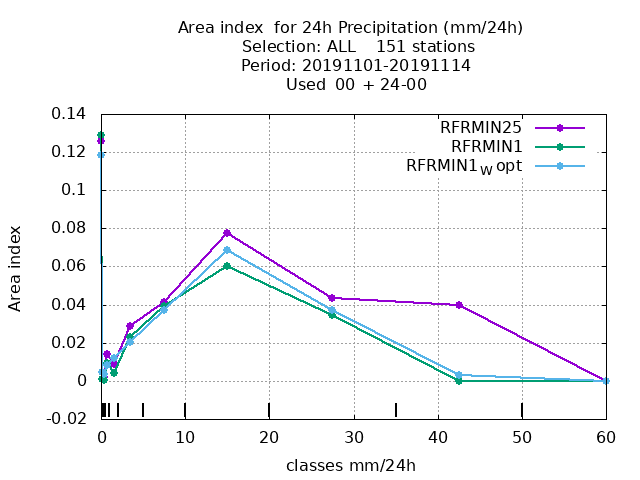 Area index  for 24h Precipitation (mm/24h)
Selection: ALL    151 stations
Period: 20191101-20191114
Used  00  + 24-00
RFRMIN25
RFRMIN1
RFRMIN1W opt
0.14
0.12
0.1
0.08
0.06
0.04
0.02
0
-0.02
Area index
0 10 20 30 40 50 60
classes mm/24h